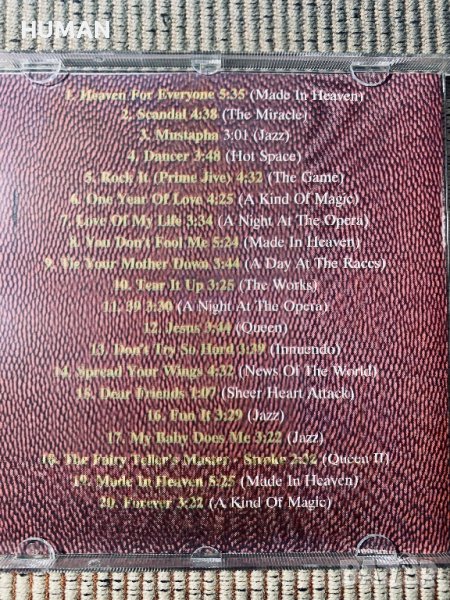 HUMAN
1. Heaven For Everyone 5:35 (Made In Heaven)
2. Scandal 4:38 (The Miracle)
3. Mustapha 3:01 (Jazz)
4. Dancer 3:48 (Hot Space)
5. Rock It (Prime Jive) 4:32 (The Game)
6. One Year Of Love 4:25 (A Kind Of Magic)
7. Love Of My Life 3:34 (A Night At The Opera)
8. You Don't Fool Me 5:24 (Made In Heaven)
9. Tie Your Mother Down 3:44 (A Day At The Races)
10. Tear It Up 3:25 (The Works)
11. 39 3:30 (A Night At The Opera)
12. Jesus 3:44 (Queen)
13. Don't Try So Hard 3:39 (Innuendo)
14. Spread Your Wings 4:32 (News Of The World)
15. Dear Friends 1:07 (Sheer Heart Attack)
16. Fun It 3:29 (Jazz)
17. My Baby Does Me 3:22 (Jazz)
18. The Fairy Teller's Master - Stroke 2:32 (Queen II)
19. Made In Heaven 5:25 (Made In Heaven)
20. Forever 3:22 (A Kind Of Magic)